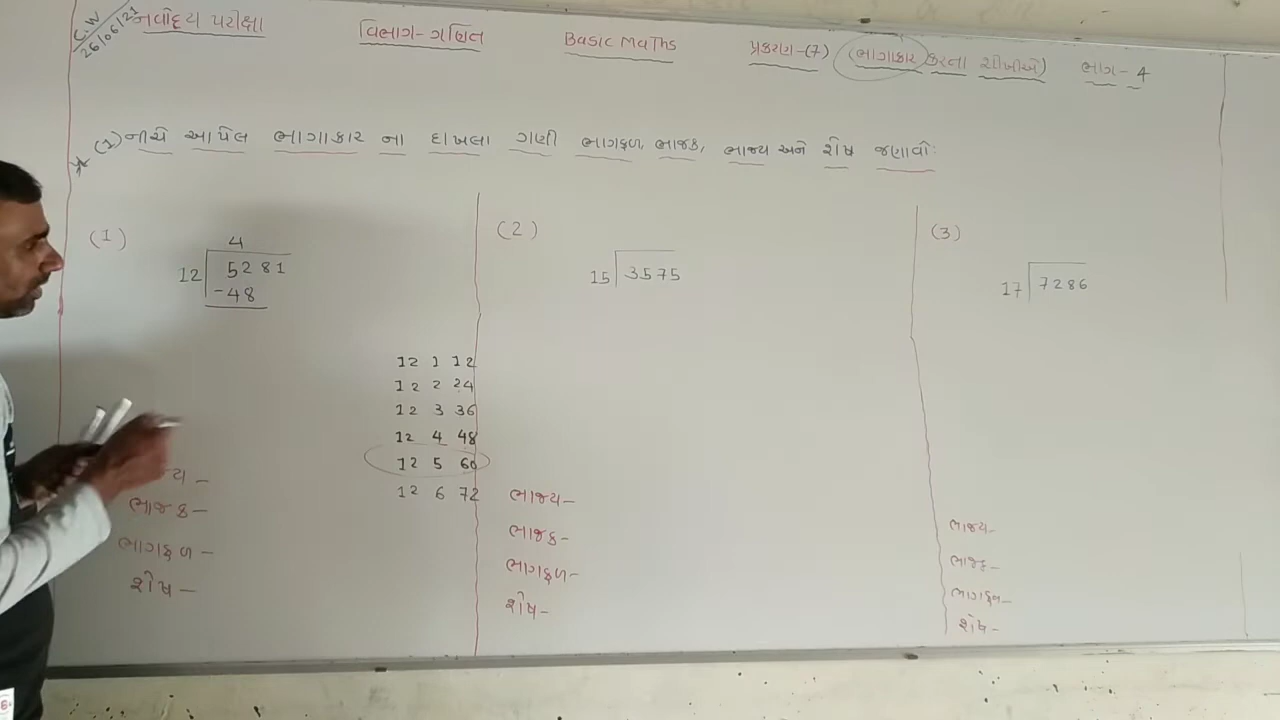 C.W
26/06/21
નવોદય પરીક્ષા વિભાગ-ગણિત Basic Maths પ્રકરણ-(7) (ભાગાકાર કરતા શીખીએ) ભાગ-4
* (1) નીચે આપેલ ભાગાકાર ના દાખલા ગણી ભાગફળ, ભાજક, ભાજ્ય અને શેષ જણાવો:
(1)
4
12 5281
-48
12 1 12
12 2 24
12 3 36
12 4 48
12 5 60
12 6 72
ભાજક-
ભાગફળ-
શેષ-
(2)
15 3575
ભાજ્ય-
ભાજક-
ભાગફળ-
શેષ-
(3)
17 7286
ભાજ્ય-
ભાજક-
ભાગફળ-
શેષ-